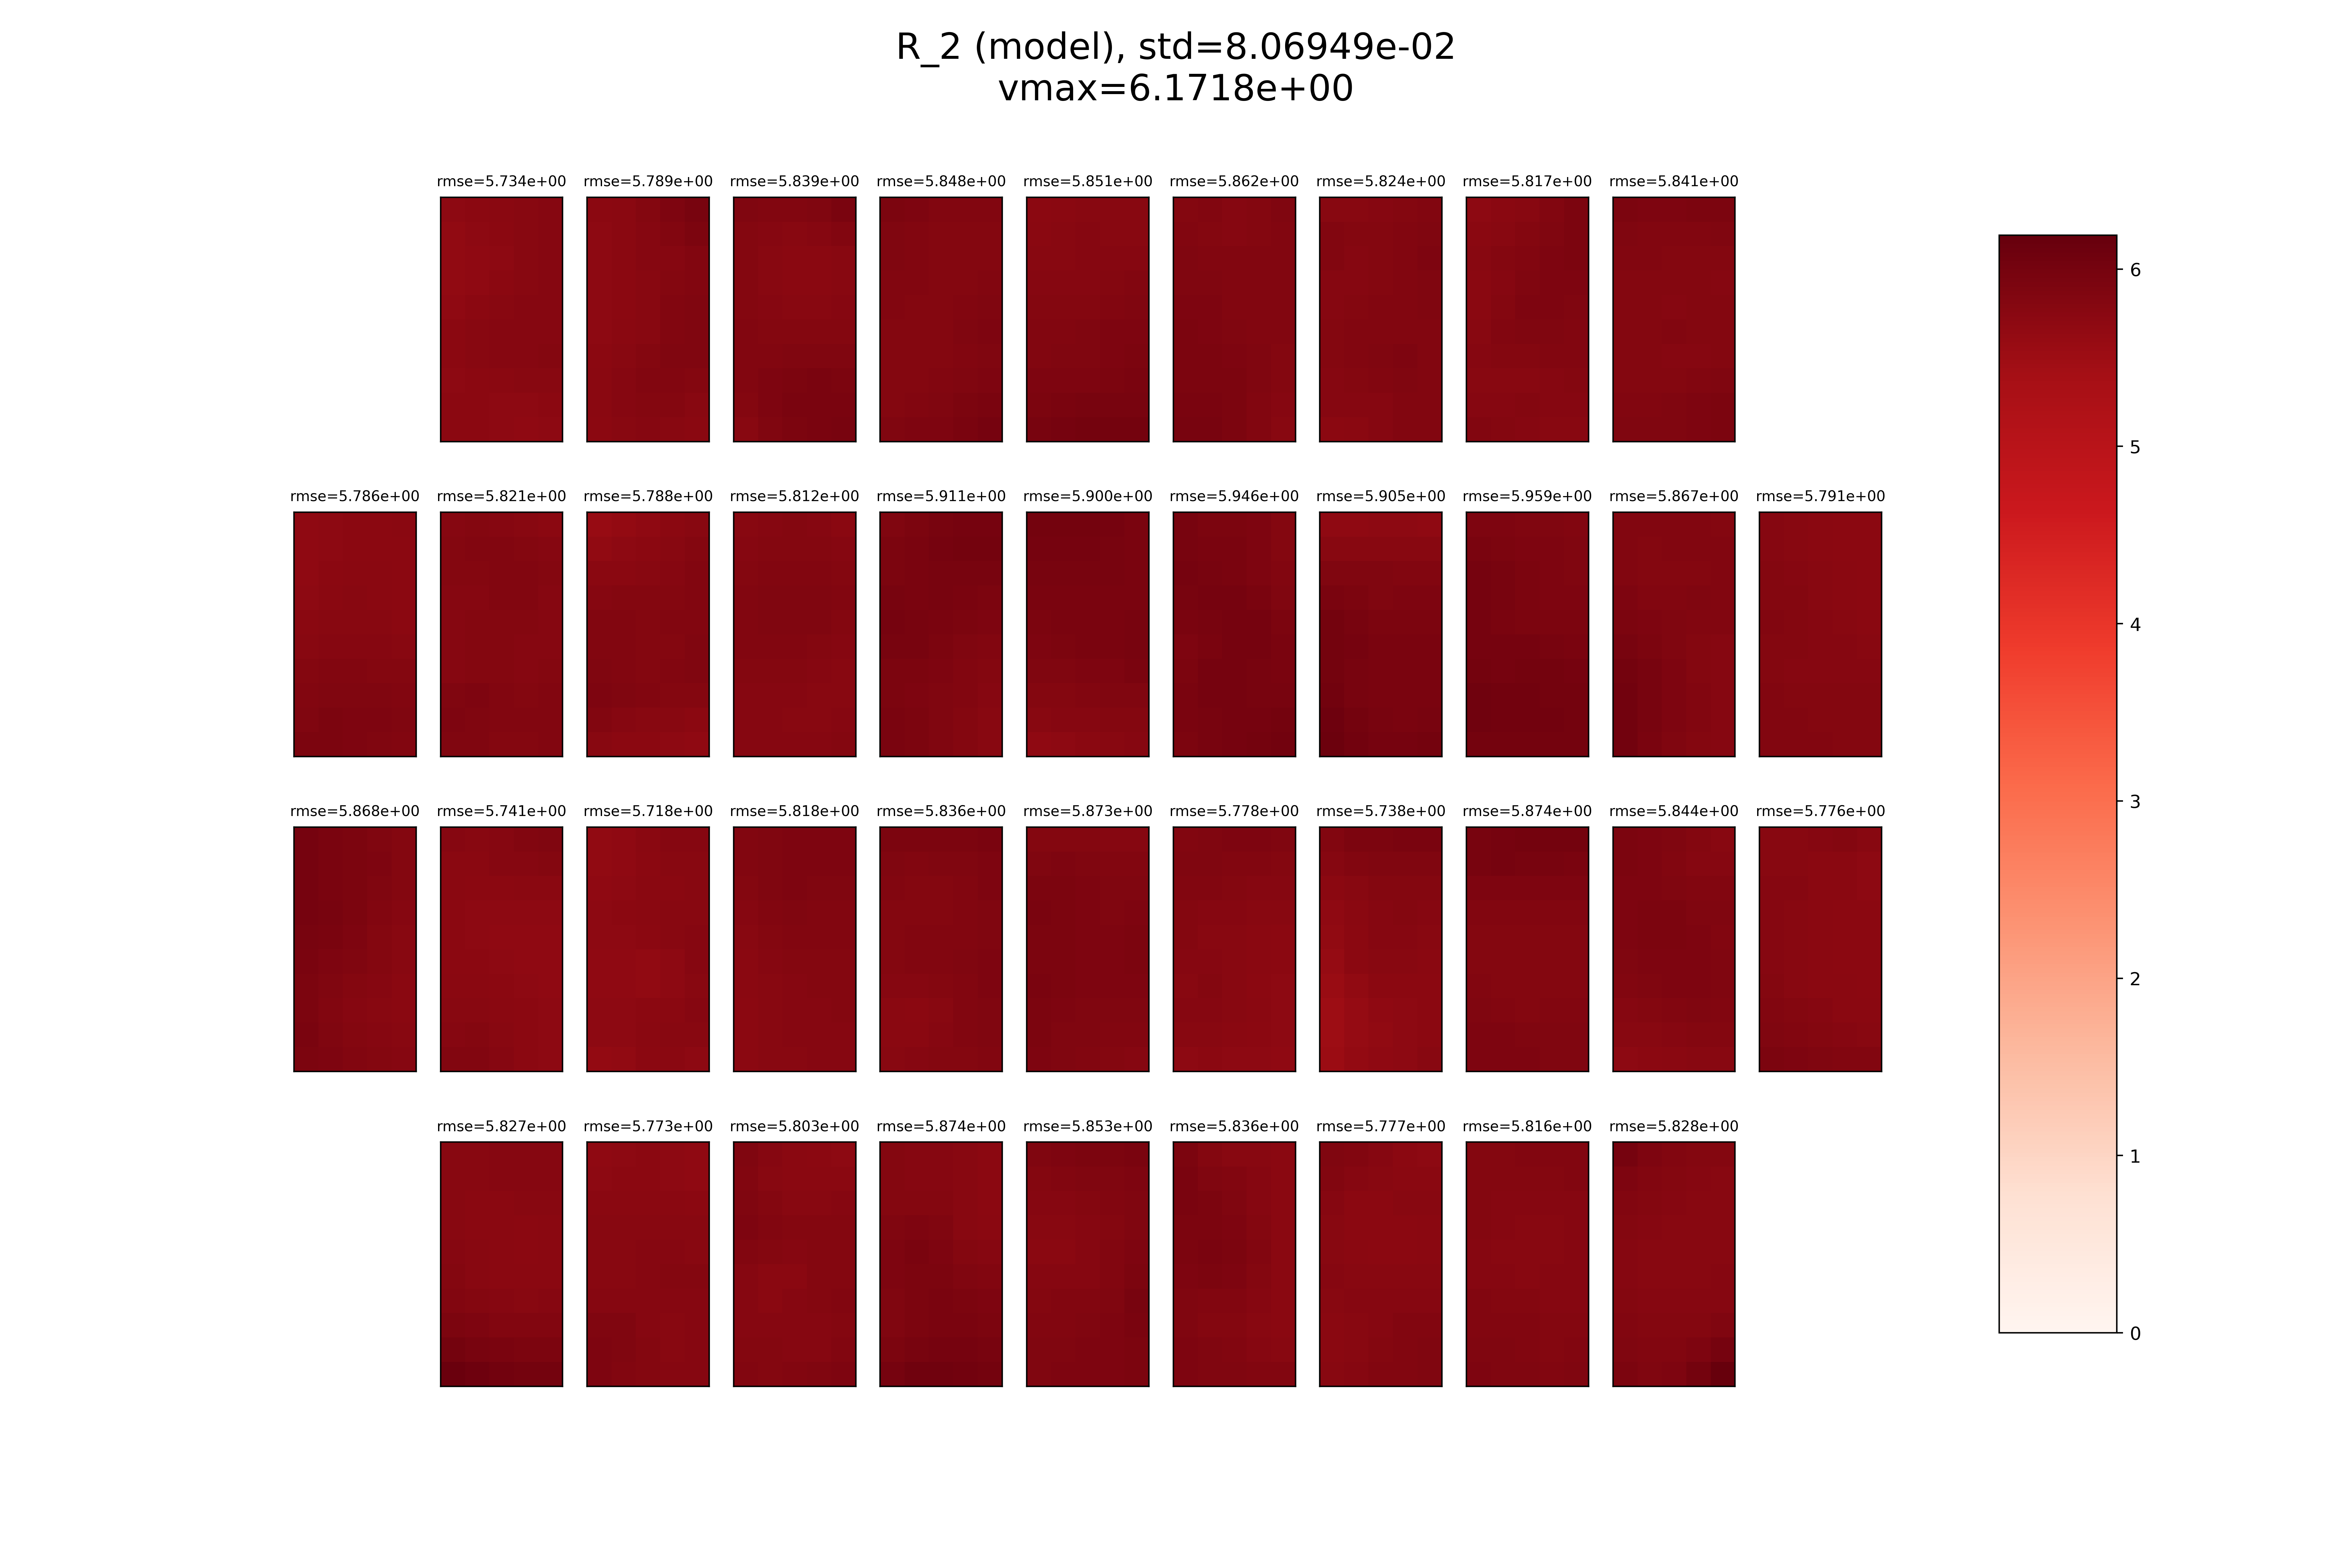 R_2 (model), std=8.06949e-02
vmax=6.1718e+00
rmse=5.734e+00 rmse=5.789e+00 rmse=5.839e+00 rmse=5.848e+00 rmse=5.851e+00 rmse=5.862e+00 rmse=5.824e+00 rmse=5.817e+00 rmse=5.841e+00
rmse=5.786e+00 rmse=5.821e+00 rmse=5.788e+00 rmse=5.812e+00 rmse=5.911e+00 rmse=5.900e+00 rmse=5.946e+00 rmse=5.905e+00 rmse=5.959e+00 rmse=5.867e+00 rmse=5.791e+00
rmse=5.868e+00 rmse=5.741e+00 rmse=5.718e+00 rmse=5.818e+00 rmse=5.836e+00 rmse=5.873e+00 rmse=5.778e+00 rmse=5.738e+00 rmse=5.874e+00 rmse=5.844e+00 rmse=5.776e+00
rmse=5.827e+00 rmse=5.773e+00 rmse=5.803e+00 rmse=5.874e+00 rmse=5.853e+00 rmse=5.836e+00 rmse=5.777e+00 rmse=5.816e+00 rmse=5.828e+00
6
5
4
3
2
1
0